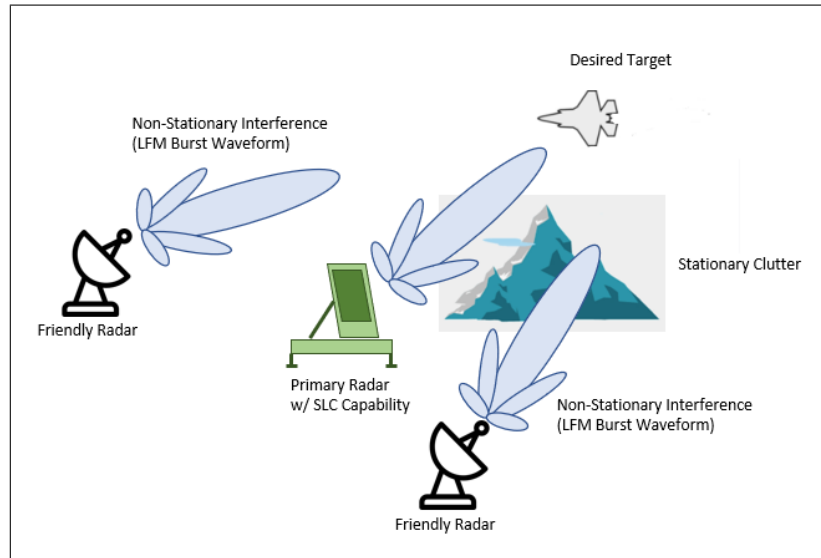 Desired Target
Non-Stationary Interference
(LFM Burst Waveform)
Stationary Clutter
Friendly Radar
Primary Radar
w/ SLC Capability
Non-Stationary Interference
(LFM Burst Waveform)
Friendly Radar